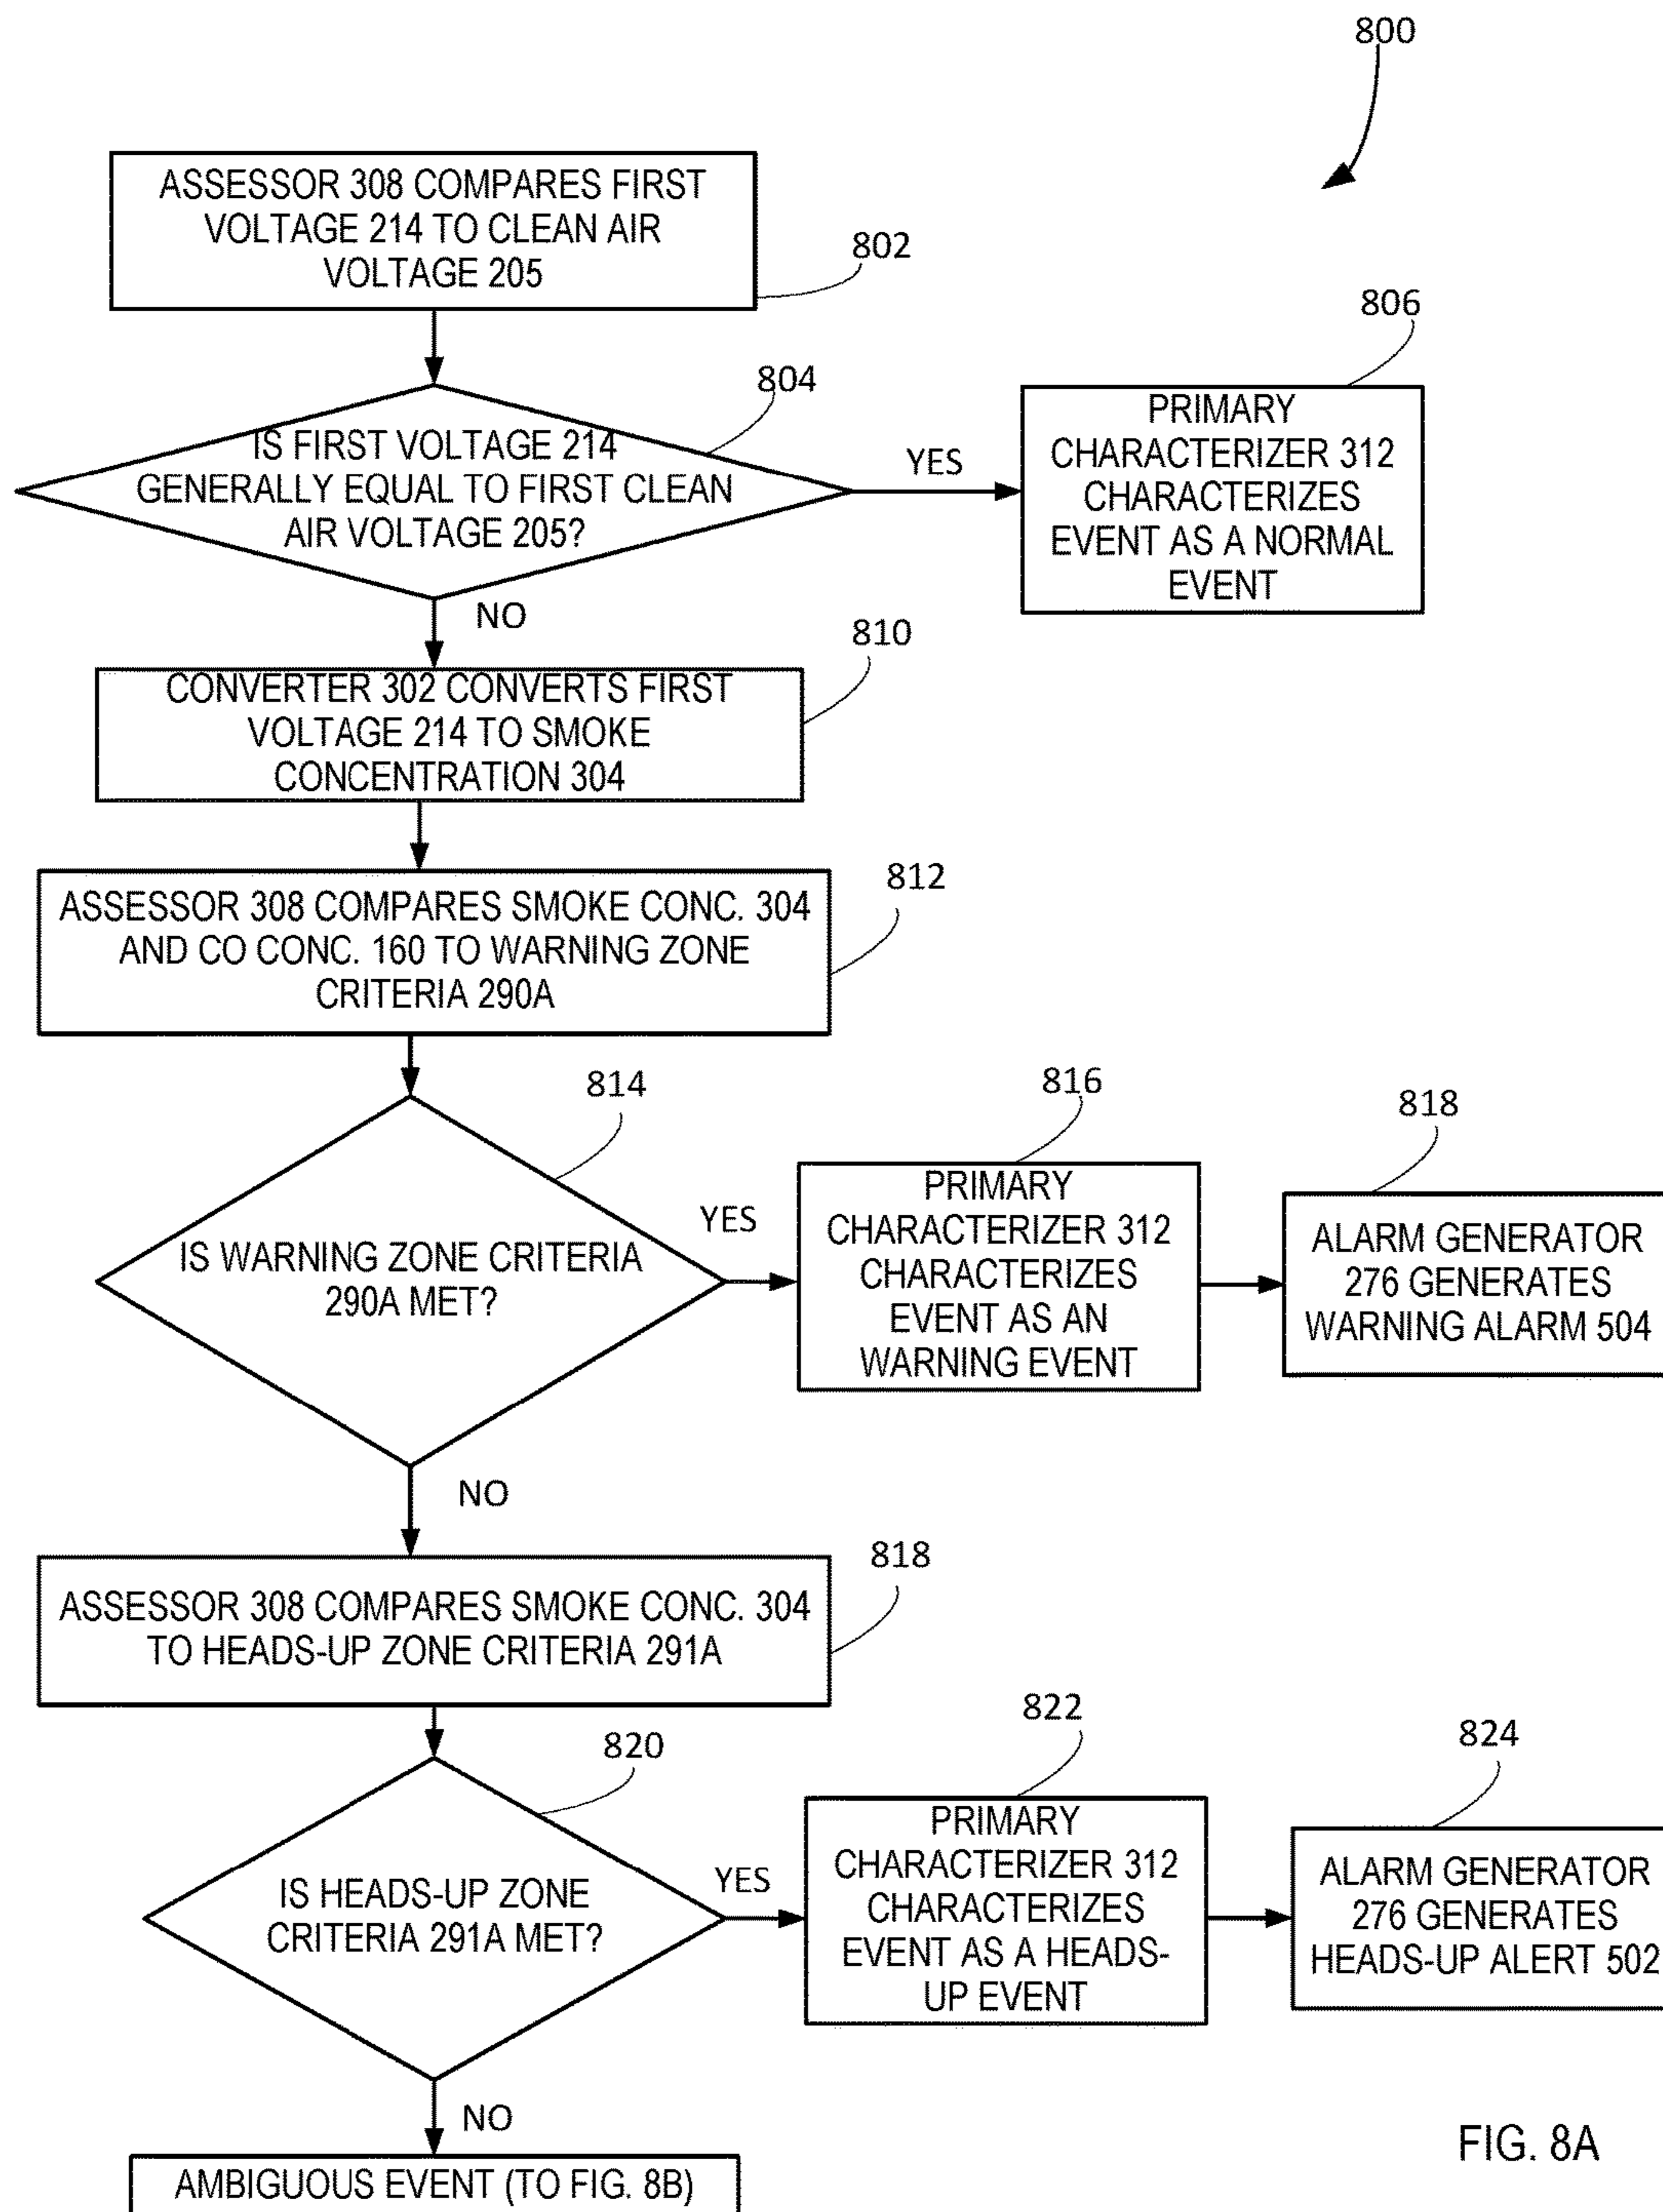 800
ASSESSOR 308 COMPARES FIRST
VOLTAGE 214 TO CLEAN AIR
VOLTAGE 205
802
804
IS FIRST VOLTAGE 214
GENERALLY EQUAL TO FIRST CLEAN
AIR VOLTAGE 205?
YES
806
PRIMARY
CHARACTERIZER 312
CHARACTERIZES
EVENT AS A NORMAL
EVENT
NO
810
CONVERTER 302 CONVERTS FIRST
VOLTAGE 214 TO SMOKE
CONCENTRATION 304
812
ASSESSOR 308 COMPARES SMOKE CONC. 304
AND CO CONC. 160 TO WARNING ZONE
CRITERIA 290A
814
IS WARNING ZONE CRITERIA
290A MET?
YES
816
PRIMARY
CHARACTERIZER 312
CHARACTERIZES
EVENT AS AN
WARNING EVENT
818
ALARM GENERATOR
276 GENERATES
WARNING ALARM 504
NO
818
ASSESSOR 308 COMPARES SMOKE CONC. 304
TO HEADS-UP ZONE CRITERIA 291A
820
IS HEADS-UP ZONE
CRITERIA 291A MET?
YES
822
PRIMARY
CHARACTERIZER 312
CHARACTERIZES
EVENT AS A HEADS-
UP EVENT
824
ALARM GENERATOR
276 GENERATES
HEADS-UP ALERT 502
NO
AMBIGUOUS EVENT (TO FIG. 8B)
FIG. 8A